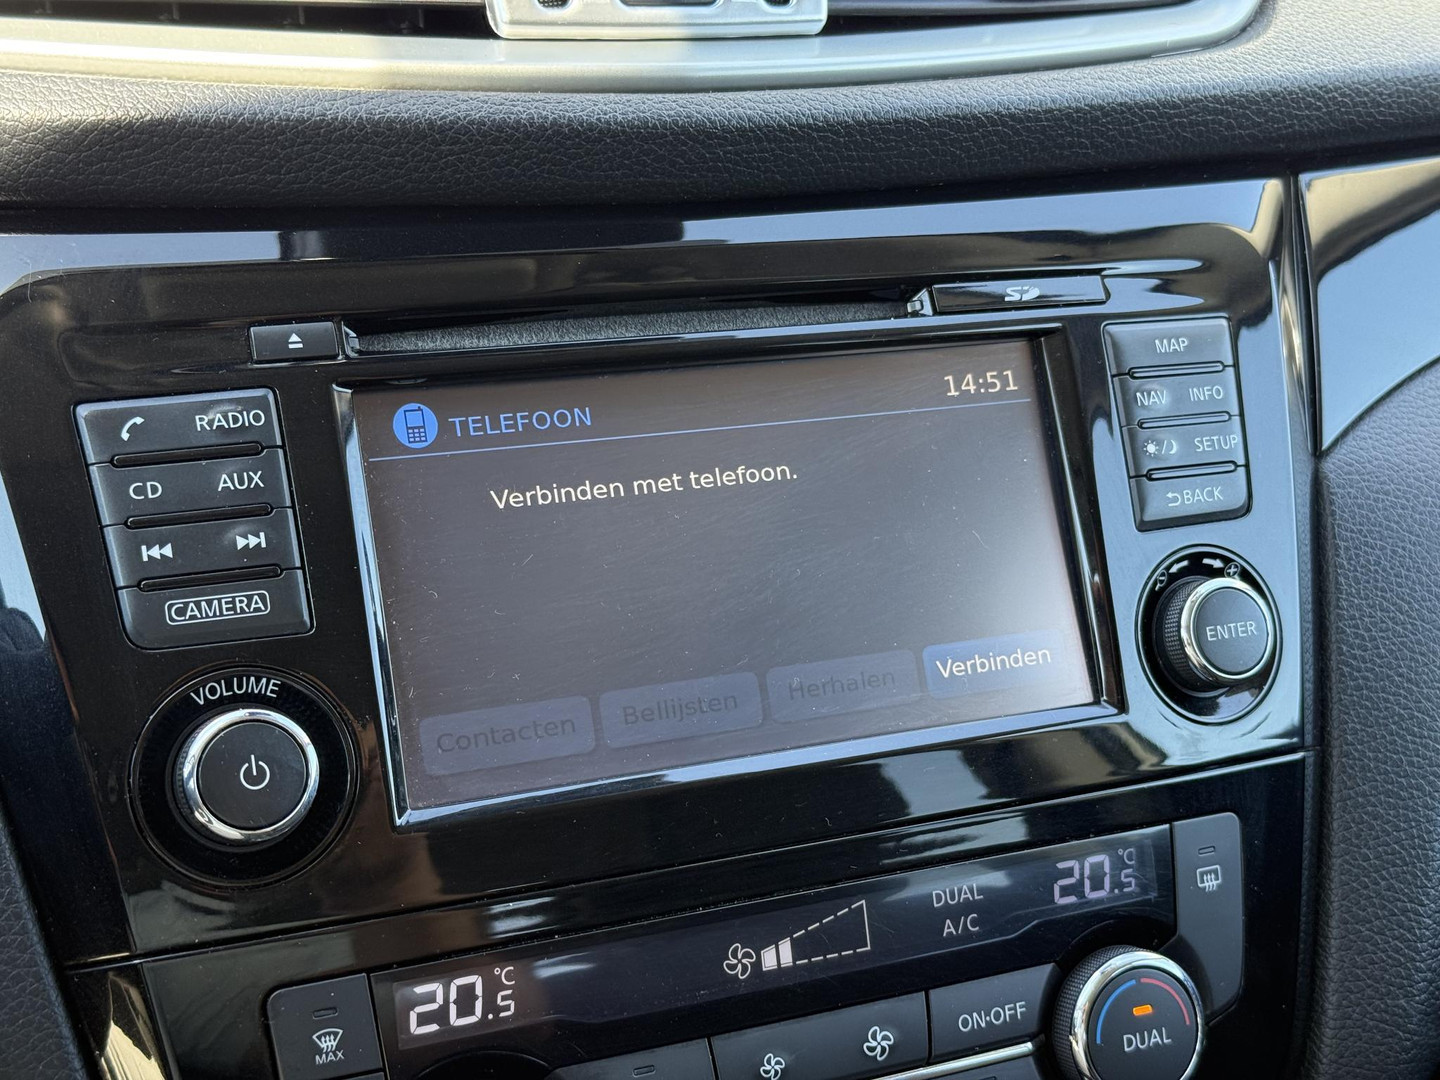 SD
RADIO
CD AUX
CAMERA
VOLUME
14:51
TELEFOON
Verbinden met telefoon.
Contacten Bellijsten Herhalen Verbinden
MAP
NAV INFO
SETUP
BACK
ENTER
20.5 °C
DUAL
A/C
20.5 °C
MAX
ON·OFF
DUAL